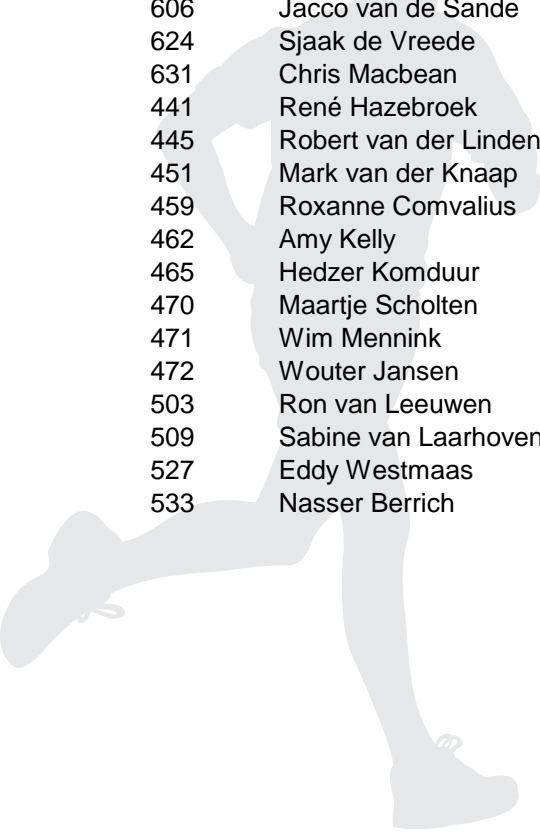 606 Jacco van de Sande
624 Sjaak de Vreede
631 Chris Macbean
441 René Hazebroek
445 Robert van der Linden
451 Mark van der Knaap
459 Roxanne Comvalius
462 Amy Kelly
465 Hedzer Komduur
470 Maartje Scholten
471 Wim Mennink
472 Wouter Jansen
503 Ron van Leeuwen
509 Sabine van Laarhoven
527 Eddy Westmaas
533 Nasser Berrich